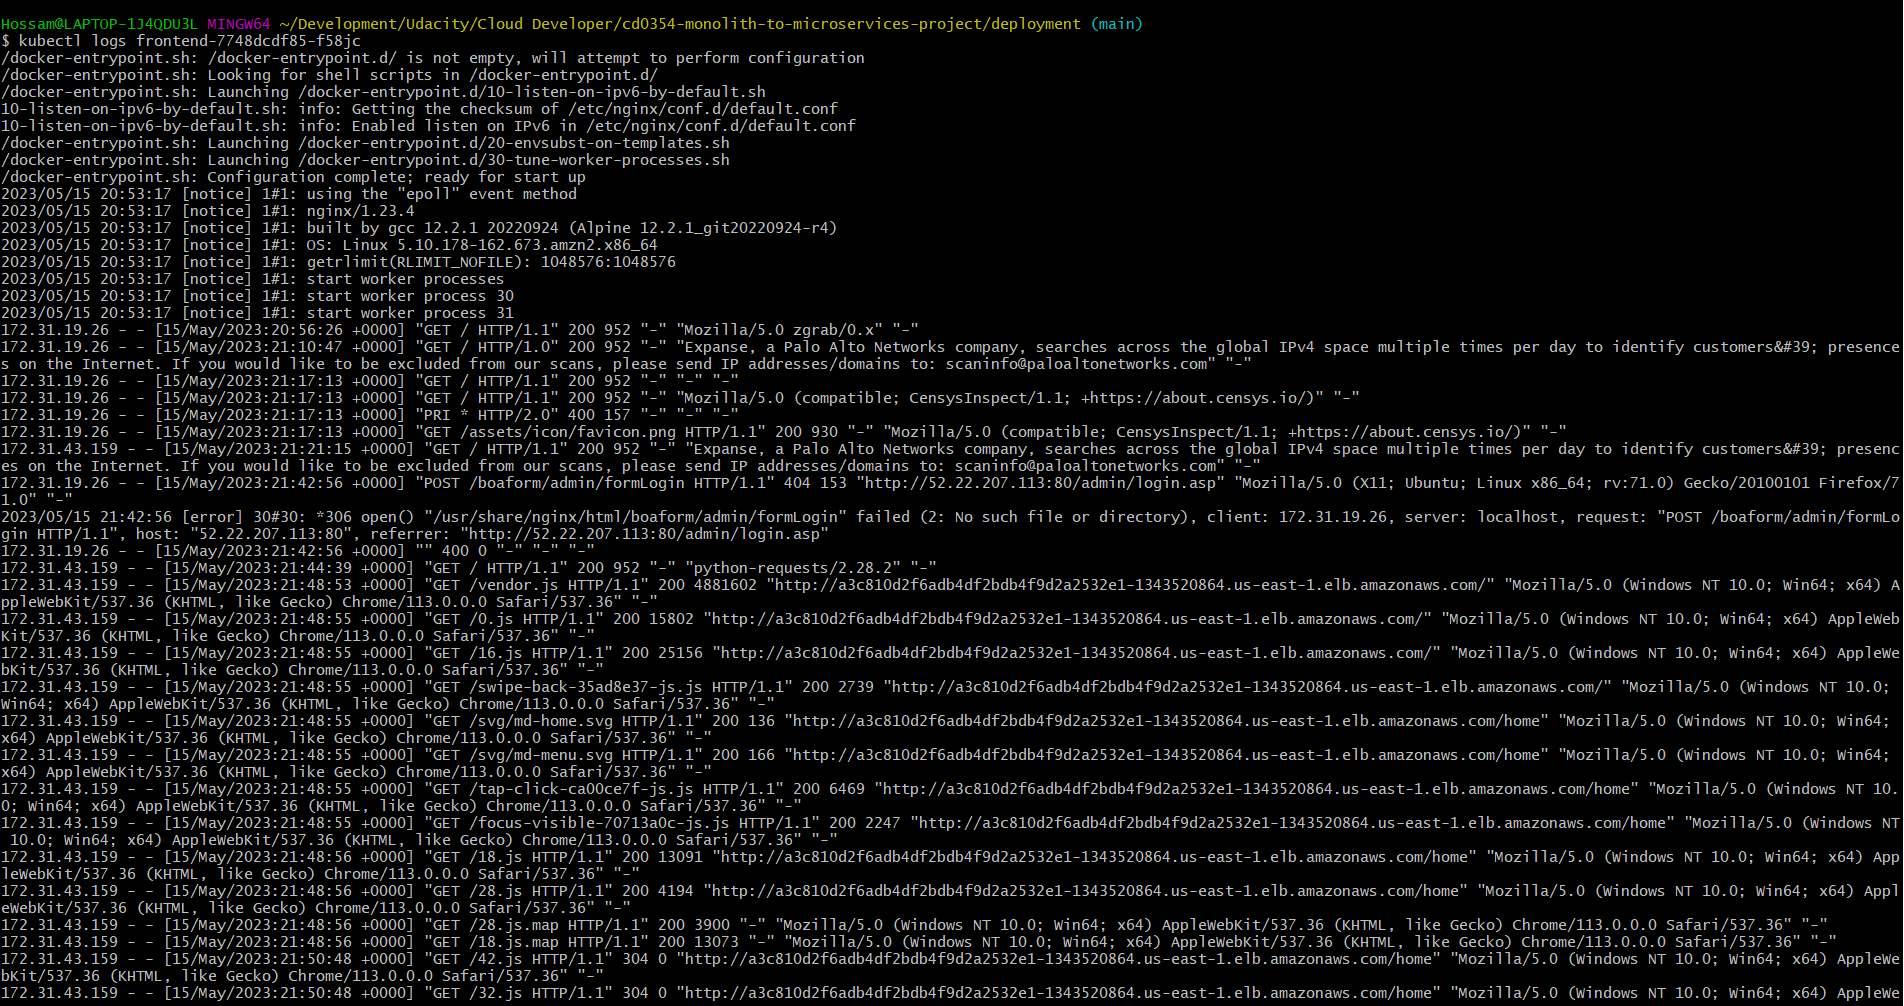 Hossam@LAPTOP-1J4QDU3L MINGW64 ~/Development/Udacity/Cloud Developer/cd0354-monolith-to-microservices-project/deployment (main)
$ kubectl logs frontend-7748dcdf85-f58jc
/docker-entrypoint.sh: /docker-entrypoint.d/ is not empty, will attempt to perform configuration
/docker-entrypoint.sh: Looking for shell scripts in /docker-entrypoint.d/
/docker-entrypoint.sh: Launching /docker-entrypoint.d/10-listen-on-ipv6-by-default.sh
10-listen-on-ipv6-by-default.sh: info: Getting the checksum of /etc/nginx/conf.d/default.conf
10-listen-on-ipv6-by-default.sh: info: Enabled listen on IPv6 in /etc/nginx/conf.d/default.conf
/docker-entrypoint.sh: Launching /docker-entrypoint.d/20-envsubst-on-templates.sh
/docker-entrypoint.sh: Launching /docker-entrypoint.d/30-tune-worker-processes.sh
/docker-entrypoint.sh: Configuration complete; ready for start up
2023/05/15 20:53:17 [notice] 1#1: using the "epoll" event method
2023/05/15 20:53:17 [notice] 1#1: nginx/1.23.4
2023/05/15 20:53:17 [notice] 1#1: built by gcc 12.2.1 20220924 (Alpine 12.2.1_git20220924-r4)
2023/05/15 20:53:17 [notice] 1#1: OS: Linux 5.10.178-162.673.amzn2.x86_64
2023/05/15 20:53:17 [notice] 1#1: getrlimit(RLIMIT_NOFILE): 1048576:1048576
2023/05/15 20:53:17 [notice] 1#1: start worker processes
2023/05/15 20:53:17 [notice] 1#1: start worker process 30
2023/05/15 20:53:17 [notice] 1#1: start worker process 31
172.31.19.26 - - [15/May/2023:20:56:26 +0000] "GET / HTTP/1.1" 200 952 "-" "Mozilla/5.0 zgrab/0.x" "-"
172.31.19.26 - - [15/May/2023:21:10:47 +0000] "GET / HTTP/1.0" 200 952 "-" "Expanse, a Palo Alto Networks company, searches across the global IPv4 space multiple times per day to identify customers&#39; presence
s on the Internet. If you would like to be excluded from our scans, please send IP addresses/domains to: scaninfo@paloaltonetworks.com" "-"
172.31.19.26 - - [15/May/2023:21:17:13 +0000] "GET / HTTP/1.1" 200 952 "-" "-" "-"
172.31.19.26 - - [15/May/2023:21:17:13 +0000] "GET / HTTP/1.1" 200 952 "-" "Mozilla/5.0 (compatible; CensysInspect/1.1; +https://about.censys.io/)" "-"
172.31.19.26 - - [15/May/2023:21:17:13 +0000] "PRI * HTTP/2.0" 400 157 "-" "-" "-"
172.31.19.26 - - [15/May/2023:21:17:13 +0000] "GET /assets/icon/favicon.png HTTP/1.1" 200 930 "-" "Mozilla/5.0 (compatible; CensysInspect/1.1; +https://about.censys.io/)" "-"
172.31.43.159 - - [15/May/2023:21:21:15 +0000] "GET / HTTP/1.1" 200 952 "-" "Expanse, a Palo Alto Networks company, searches across the global IPv4 space multiple times per day to identify customers&#39; presenc
es on the Internet. If you would like to be excluded from our scans, please send IP addresses/domains to: scaninfo@paloaltonetworks.com" "-"
172.31.19.26 - - [15/May/2023:21:42:56 +0000] "POST /boaform/admin/formLogin HTTP/1.1" 404 153 "http://52.22.207.113:80/admin/login.asp" "Mozilla/5.0 (X11; Ubuntu; Linux x86_64; rv:71.0) Gecko/20100101 Firefox/7
1.0" "-"
2023/05/15 21:42:56 [error] 30#30: *306 open() "/usr/share/nginx/html/boaform/admin/formLogin" failed (2: No such file or directory), client: 172.31.19.26, server: localhost, request: "POST /boaform/admin/formLo
gin HTTP/1.1", host: "52.22.207.113:80", referrer: "http://52.22.207.113:80/admin/login.asp"
172.31.19.26 - - [15/May/2023:21:42:56 +0000] "" 400 0 "-" "-" "-"
172.31.43.159 - - [15/May/2023:21:44:39 +0000] "GET / HTTP/1.1" 200 952 "-" "python-requests/2.28.2" "-"
172.31.43.159 - - [15/May/2023:21:48:53 +0000] "GET /vendor.js HTTP/1.1" 200 4881602 "http://a3c810d2f6adb4df2bdb4f9d2a2532e1-1343520864.us-east-1.elb.amazonaws.com/" "Mozilla/5.0 (Windows NT 10.0; Win64; x64) A
ppleWebKit/537.36 (KHTML, like Gecko) Chrome/113.0.0.0 Safari/537.36" "-"
172.31.43.159 - - [15/May/2023:21:48:55 +0000] "GET /0.js HTTP/1.1" 200 15802 "http://a3c810d2f6adb4df2bdb4f9d2a2532e1-1343520864.us-east-1.elb.amazonaws.com/" "Mozilla/5.0 (Windows NT 10.0; Win64; x64) AppleWeb
Kit/537.36 (KHTML, like Gecko) Chrome/113.0.0.0 Safari/537.36" "-"
172.31.43.159 - - [15/May/2023:21:48:55 +0000] "GET /16.js HTTP/1.1" 200 25156 "http://a3c810d2f6adb4df2bdb4f9d2a2532e1-1343520864.us-east-1.elb.amazonaws.com/" "Mozilla/5.0 (Windows NT 10.0; Win64; x64) AppleWe
bKit/537.36 (KHTML, like Gecko) Chrome/113.0.0.0 Safari/537.36" "-"
172.31.43.159 - - [15/May/2023:21:48:55 +0000] "GET /swipe-back-35ad8e37-js.js HTTP/1.1" 200 2739 "http://a3c810d2f6adb4df2bdb4f9d2a2532e1-1343520864.us-east-1.elb.amazonaws.com/" "Mozilla/5.0 (Windows NT 10.0; 
Win64; x64) AppleWebKit/537.36 (KHTML, like Gecko) Chrome/113.0.0.0 Safari/537.36" "-"
172.31.43.159 - - [15/May/2023:21:48:55 +0000] "GET /svg/md-home.svg HTTP/1.1" 200 136 "http://a3c810d2f6adb4df2bdb4f9d2a2532e1-1343520864.us-east-1.elb.amazonaws.com/home" "Mozilla/5.0 (Windows NT 10.0; Win64; 
x64) AppleWebKit/537.36 (KHTML, like Gecko) Chrome/113.0.0.0 Safari/537.36" "-"
172.31.43.159 - - [15/May/2023:21:48:55 +0000] "GET /svg/md-menu.svg HTTP/1.1" 200 166 "http://a3c810d2f6adb4df2bdb4f9d2a2532e1-1343520864.us-east-1.elb.amazonaws.com/home" "Mozilla/5.0 (Windows NT 10.0; Win64; 
x64) AppleWebKit/537.36 (KHTML, like Gecko) Chrome/113.0.0.0 Safari/537.36" "-"
172.31.43.159 - - [15/May/2023:21:48:55 +0000] "GET /tap-click-ca00ce7f-js.js HTTP/1.1" 200 6469 "http://a3c810d2f6adb4df2bdb4f9d2a2532e1-1343520864.us-east-1.elb.amazonaws.com/home" "Mozilla/5.0 (Windows NT 10.
0; Win64; x64) AppleWebKit/537.36 (KHTML, like Gecko) Chrome/113.0.0.0 Safari/537.36" "-"
172.31.43.159 - - [15/May/2023:21:48:55 +0000] "GET /focus-visible-70713a0c-js.js HTTP/1.1" 200 2247 "http://a3c810d2f6adb4df2bdb4f9d2a2532e1-1343520864.us-east-1.elb.amazonaws.com/home" "Mozilla/5.0 (Windows NT
 10.0; Win64; x64) AppleWebKit/537.36 (KHTML, like Gecko) Chrome/113.0.0.0 Safari/537.36" "-"
172.31.43.159 - - [15/May/2023:21:48:56 +0000] "GET /18.js HTTP/1.1" 200 13091 "http://a3c810d2f6adb4df2bdb4f9d2a2532e1-1343520864.us-east-1.elb.amazonaws.com/home" "Mozilla/5.0 (Windows NT 10.0; Win64; x64) App
leWebKit/537.36 (KHTML, like Gecko) Chrome/113.0.0.0 Safari/537.36" "-"
172.31.43.159 - - [15/May/2023:21:48:56 +0000] "GET /28.js HTTP/1.1" 200 4194 "http://a3c810d2f6adb4df2bdb4f9d2a2532e1-1343520864.us-east-1.elb.amazonaws.com/home" "Mozilla/5.0 (Windows NT 10.0; Win64; x64) Appl
eWebKit/537.36 (KHTML, like Gecko) Chrome/113.0.0.0 Safari/537.36" "-"
172.31.43.159 - - [15/May/2023:21:48:56 +0000] "GET /28.js.map HTTP/1.1" 200 3900 "-" "Mozilla/5.0 (Windows NT 10.0; Win64; x64) AppleWebKit/537.36 (KHTML, like Gecko) Chrome/113.0.0.0 Safari/537.36" "-"
172.31.43.159 - - [15/May/2023:21:48:56 +0000] "GET /18.js.map HTTP/1.1" 200 13073 "-" "Mozilla/5.0 (Windows NT 10.0; Win64; x64) AppleWebKit/537.36 (KHTML, like Gecko) Chrome/113.0.0.0 Safari/537.36" "-"
172.31.43.159 - - [15/May/2023:21:50:48 +0000] "GET /42.js HTTP/1.1" 304 0 "http://a3c810d2f6adb4df2bdb4f9d2a2532e1-1343520864.us-east-1.elb.amazonaws.com/home" "Mozilla/5.0 (Windows NT 10.0; Win64; x64) AppleWe
bKit/537.36 (KHTML, like Gecko) Chrome/113.0.0.0 Safari/537.36" "-"
172.31.43.159 - - [15/May/2023:21:50:48 +0000] "GET /32.js HTTP/1.1" 304 0 "http://a3c810d2f6adb4df2bdb4f9d2a2532e1-1343520864.us-east-1.elb.amazonaws.com/home" "Mozilla/5.0 (Windows NT 10.0; Win64; x64) AppleWe